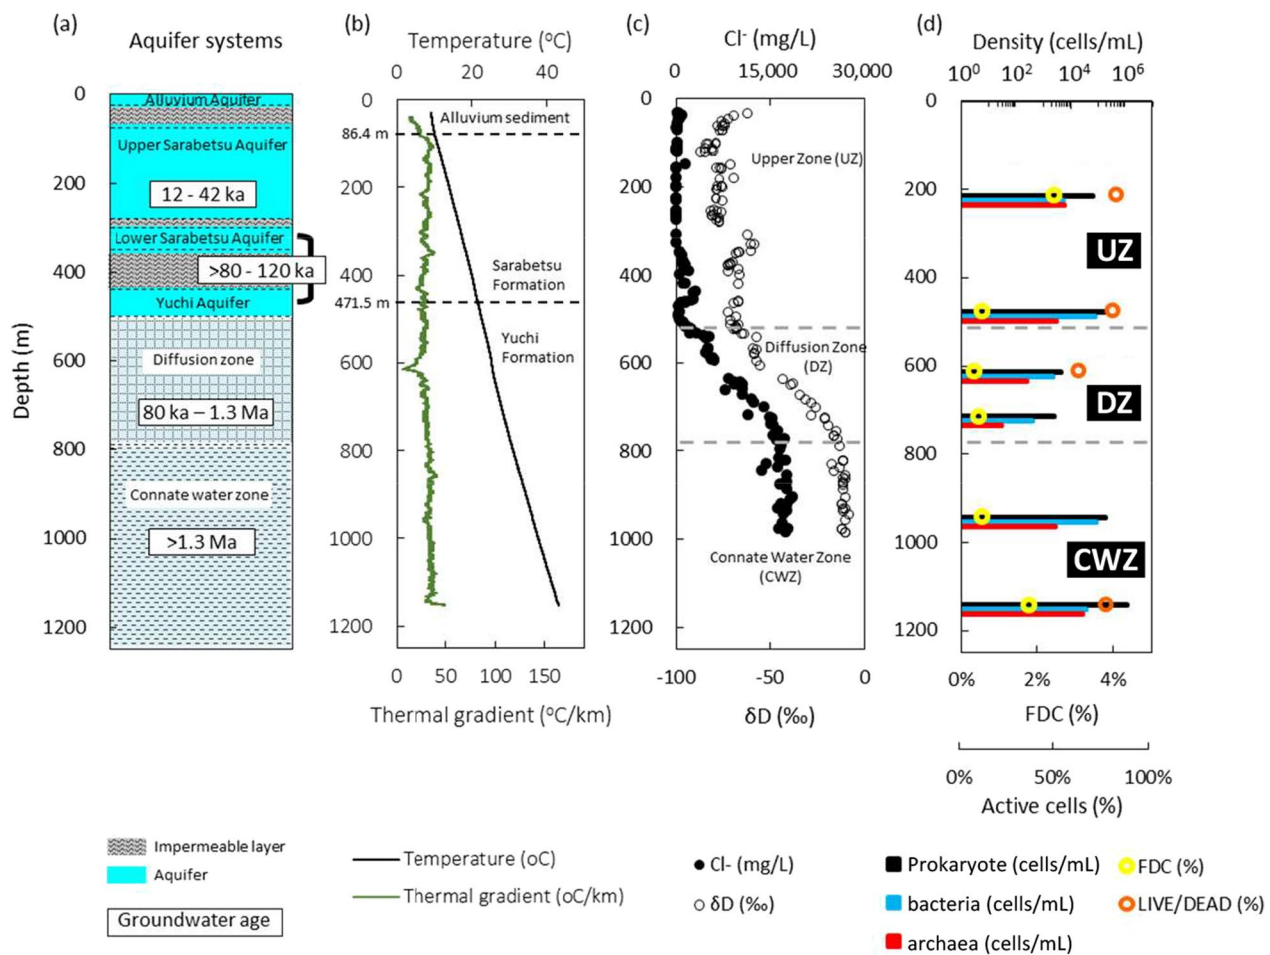 (a)
Aquifer systems
0
200
400
600
800
1000
1200
Depth (m)
Alluvium Aquifer
Upper Sarabetsu Aquifer
12 - 42 ka
Lower Sarabetsu Aquifer
>80 - 120 ka
Yuchi Aquifer
Diffusion zone
80 ka – 1.3 Ma
Connate water zone
>1.3 Ma
Impermeable layer
Aquifer
Groundwater age
(b)
Temperature (⁰C)
0 20 40
0
86.4 m
200
400
471.5 m
600
800
1000
1200
Alluvium sediment
Sarabetsu
Formation
Yuchi
Formation
0 50 100 150
Thermal gradient (⁰C/km)
Temperature (oC)
Thermal gradient (oC/km)
(c)
Cl⁻ (mg/L)
0 15,000 30,000
0
200
400
600
800
1000
1200
Upper Zone (UZ)
Diffusion Zone
(DZ)
Connate Water Zone
(CWZ)
-100 -50 0
δD (‰)
Cl- (mg/L)
δD (‰)
(d)
Density (cells/mL)
10⁰ 10² 10⁴ 10⁶
0
200
400
600
800
1000
1200
UZ
DZ
CWZ
0% 2% 4%
FDC (%)
0% 50% 100%
Active cells (%)
Prokaryote (cells/mL)
bacteria (cells/mL)
archaea (cells/mL)
FDC (%)
LIVE/DEAD (%)